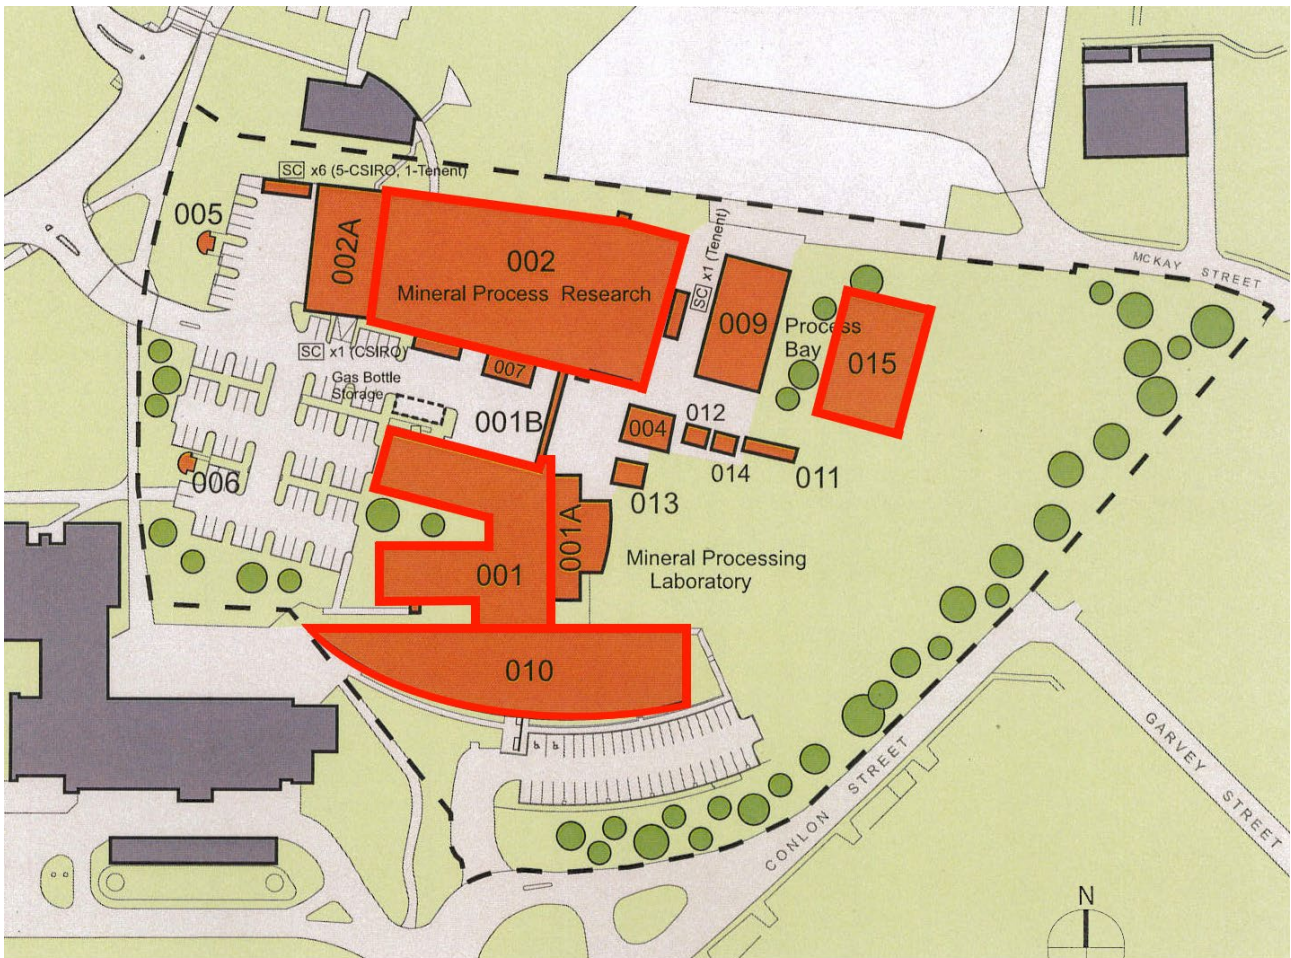 SC x6 (5-CSIRO, 1-Tenent)
005
002A
002
Mineral Process Research
SC x1 (Tenent)
MCKAY STREET
009
Process
Bay
015
SC x1 (CSIRO)
Gas Bottle
Storage
007
001B
004
012
014
011
013
006
001A
001
Mineral Processing
Laboratory
010
CONLON STREET
GARVEY STREET
N